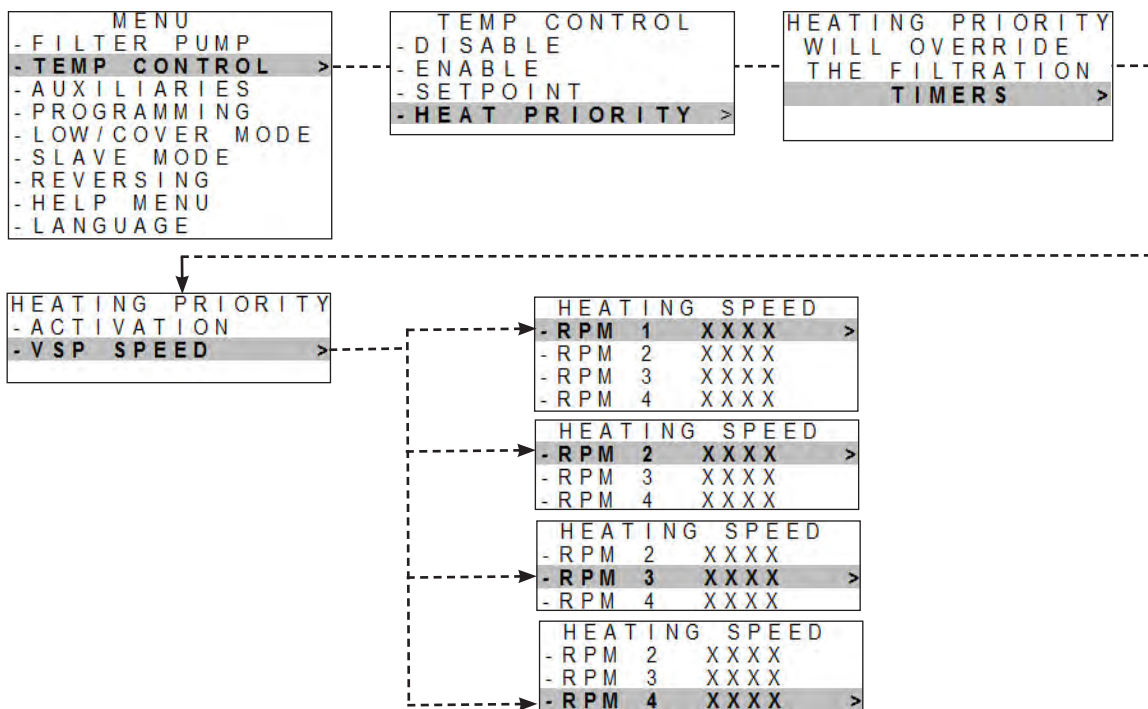 MENU
- FILTER PUMP
- TEMP CONTROL >
- AUXILIARIES
- PROGRAMMING
- LOW/COVER MODE
- SLAVE MODE
- REVERSING
- HELP MENU
- LANGUAGE
TEMP CONTROL
- DISABLE
- ENABLE
- SETPOINT
- HEAT PRIORITY >
HEATING PRIORITY
WILL OVERRIDE
THE FILTRATION
TIMERS >
HEATING PRIORITY
- ACTIVATION
- VSP SPEED >
HEATING SPEED
- RPM 1 XXXX >
- RPM 2 XXXX
- RPM 3 XXXX
- RPM 4 XXXX
HEATING SPEED
- RPM 2 XXXX >
- RPM 3 XXXX
- RPM 4 XXXX
HEATING SPEED
- RPM 2 XXXX
- RPM 3 XXXX >
- RPM 4 XXXX
HEATING SPEED
- RPM 2 XXXX
- RPM 3 XXXX
- RPM 4 XXXX >